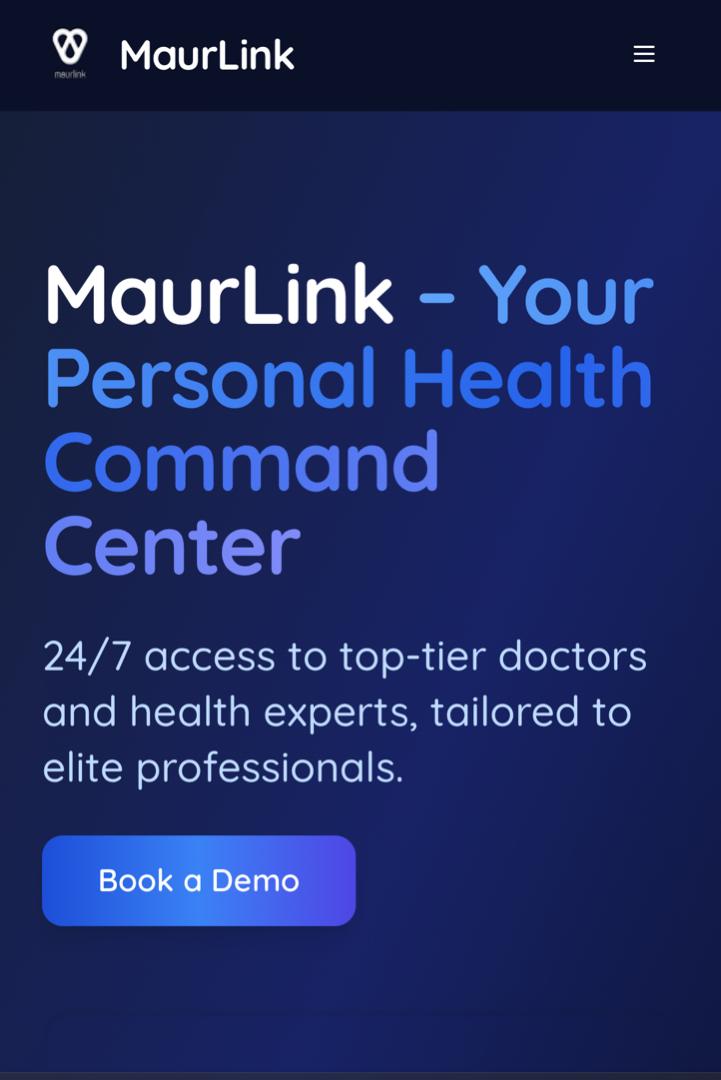 maurlink
MaurLink
MaurLink – Your
Personal Health
Command
Center
24/7 access to top-tier doctors
and health experts, tailored to
elite professionals.
Book a Demo